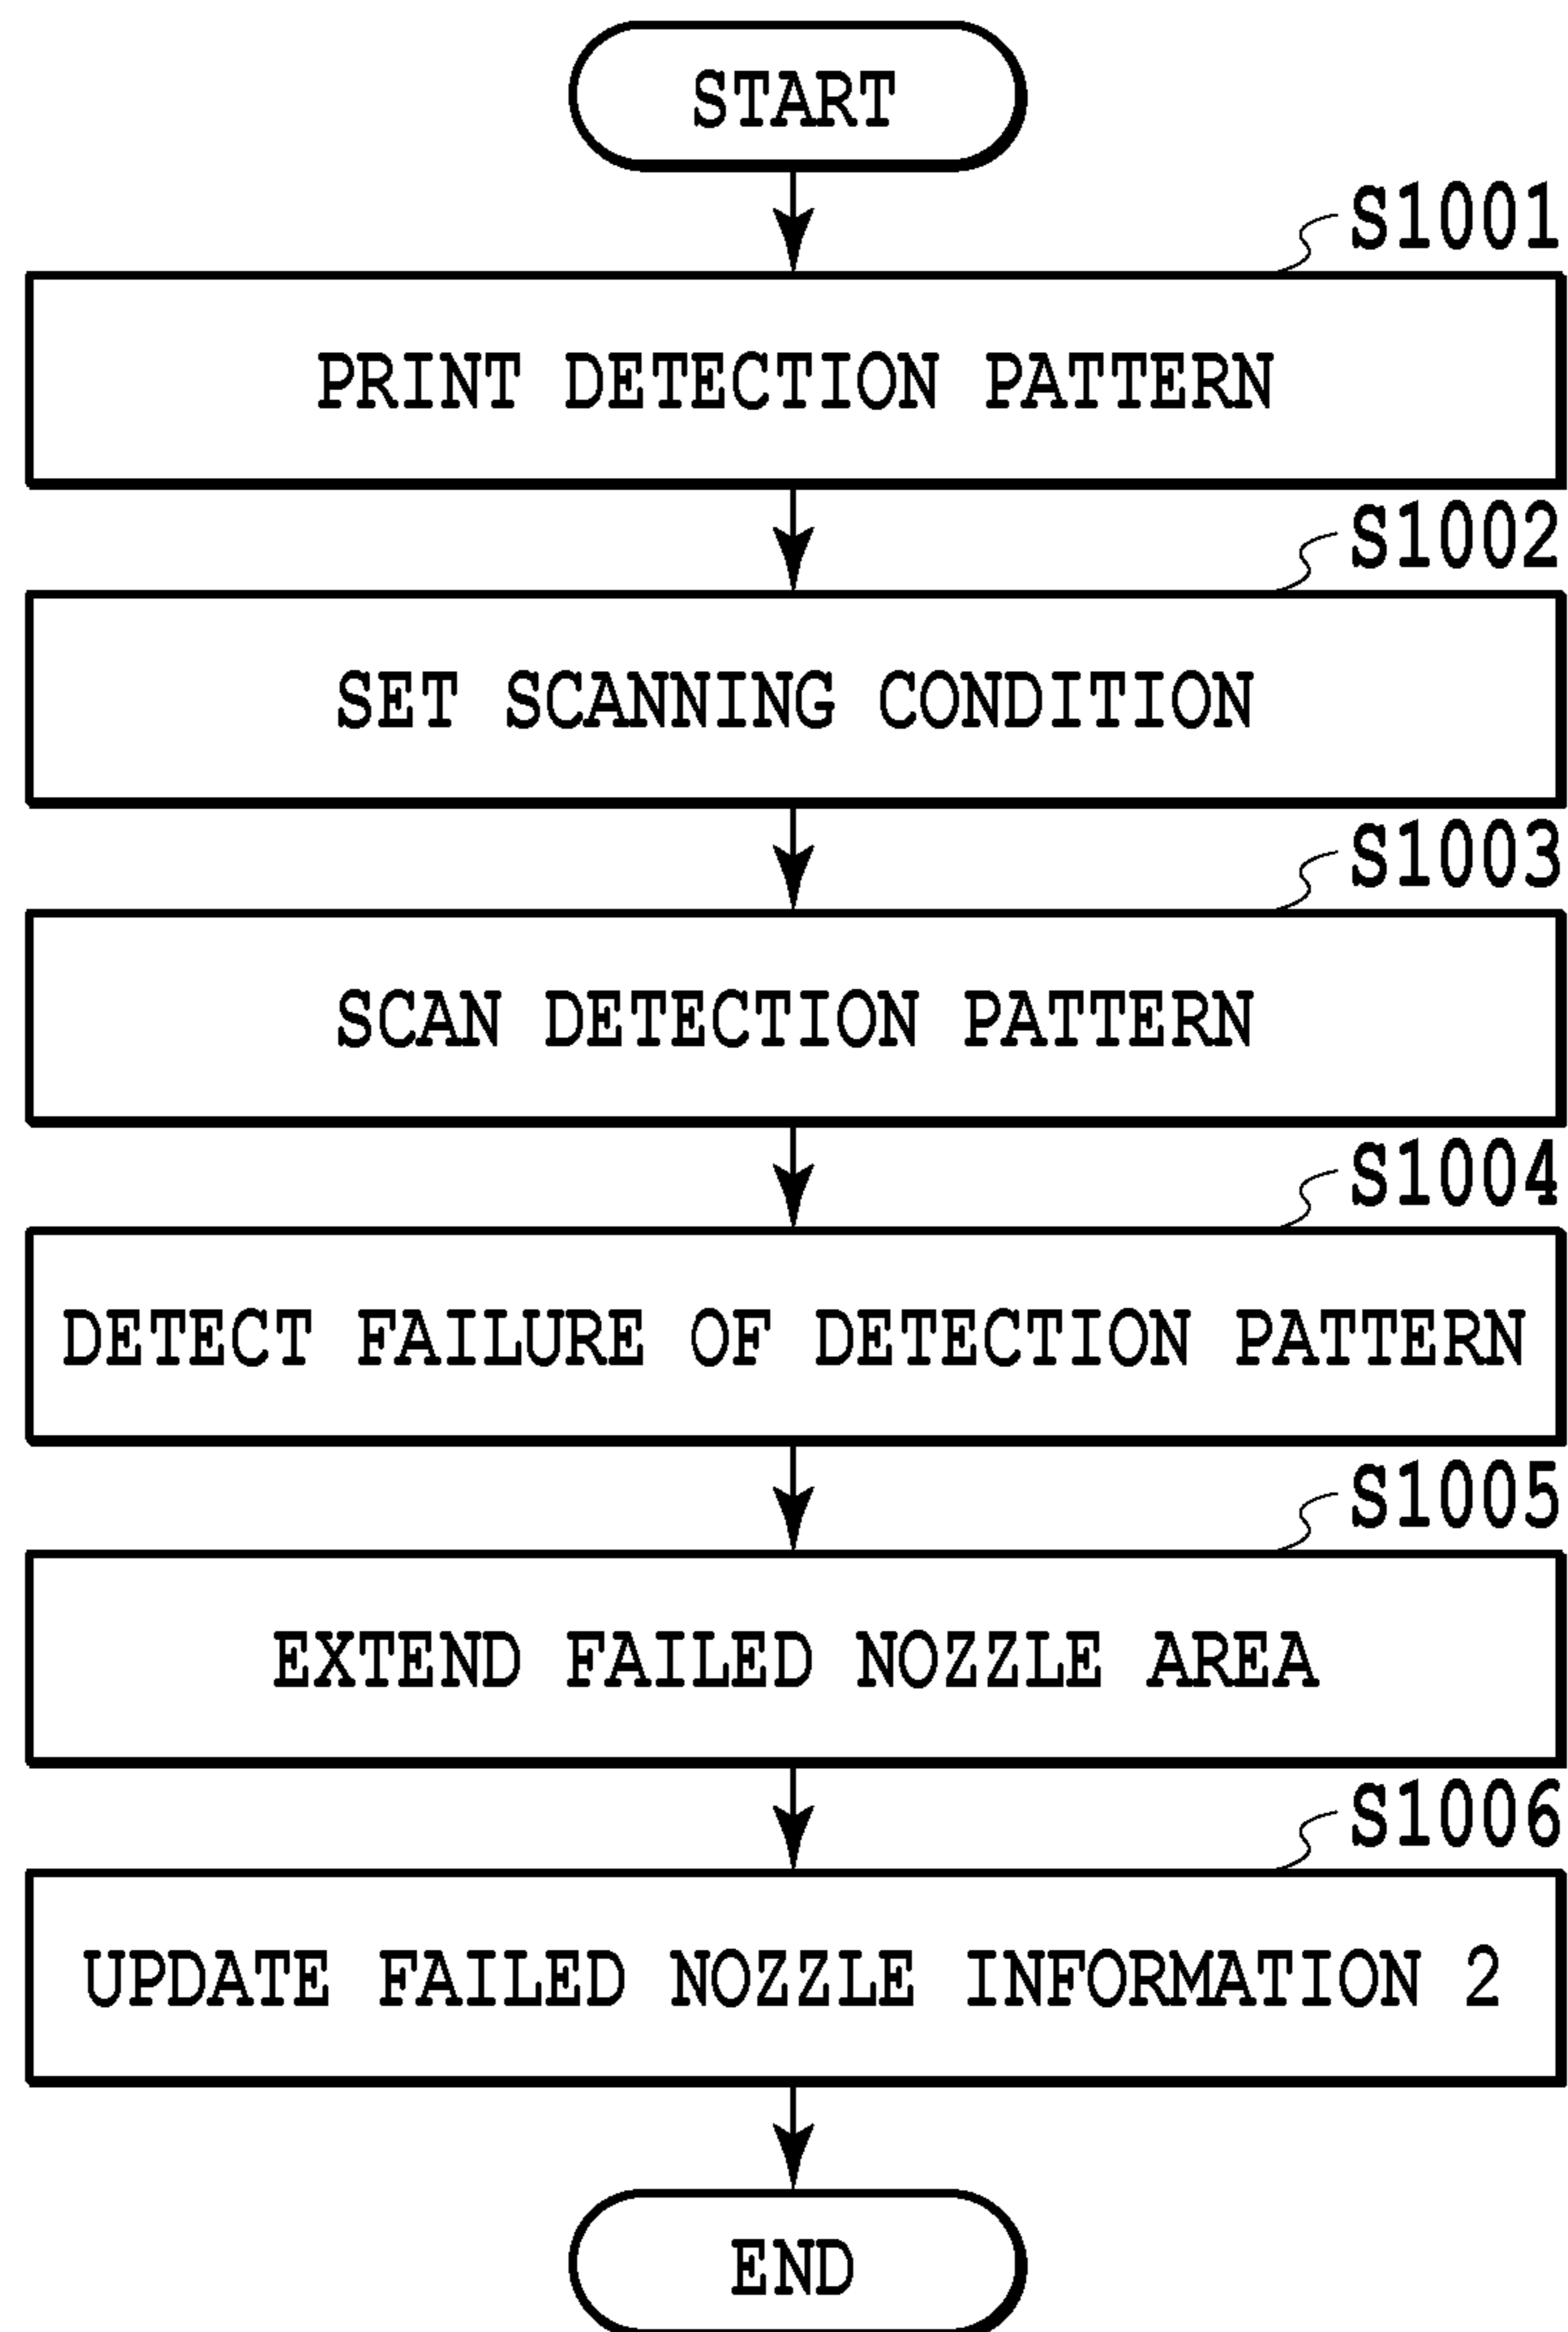 START
S1001
PRINT DETECTION PATTERN
S1002
SET SCANNING CONDITION
S1003
SCAN DETECTION PATTERN
S1004
DETECT FAILURE OF DETECTION PATTERN
S1005
EXTEND FAILED NOZZLE AREA
S1006
UPDATE FAILED NOZZLE INFORMATION 2
END